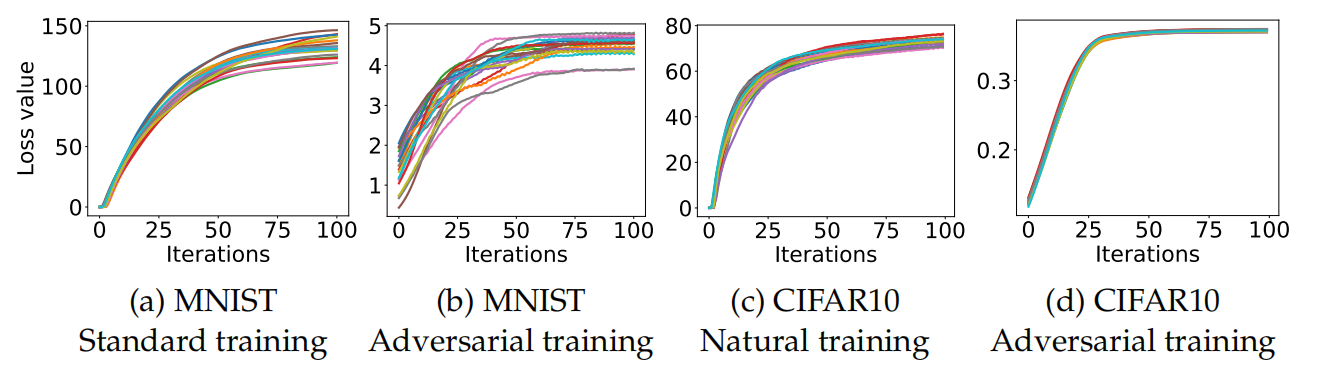 Loss value
150
100
50
0
0 25 50 75 100
Iterations
5
4
3
2
1
0 25 50 75 100
Iterations
80
60
40
20
0
0 25 50 75 100
Iterations
0.3
0.2
0 25 50 75 100
Iterations
(a) MNIST
Standard training
(b) MNIST
Adversarial training
(c) CIFAR10
Natural training
(d) CIFAR10
Adversarial training